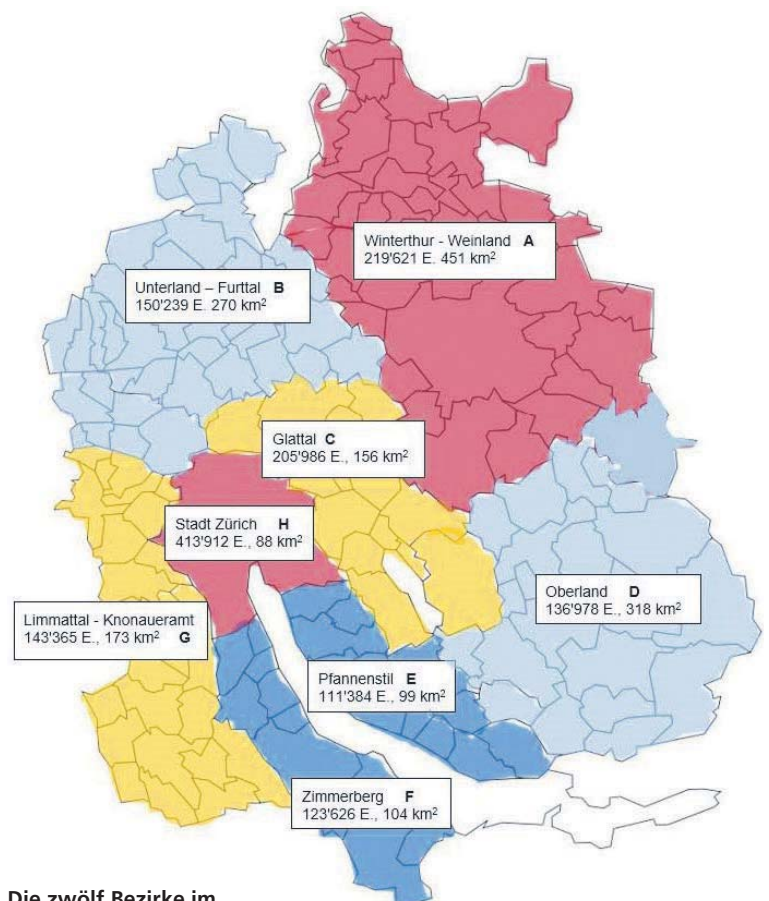 Winterthur - Weinland A
219'621 E. 451 km²
Unterland – Furttal B
150'239 E. 270 km²
Glattal C
205'986 E., 156 km²
Stadt Zürich H
413'912 E., 88 km²
Oberland D
136'978 E., 318 km²
Limmattal - Knonaueramt
143'365 E., 173 km² G
Pfannenstil E
111'384 E., 99 km²
Zimmerberg F
123'626 E., 104 km²
Die zwölf Bezirke im